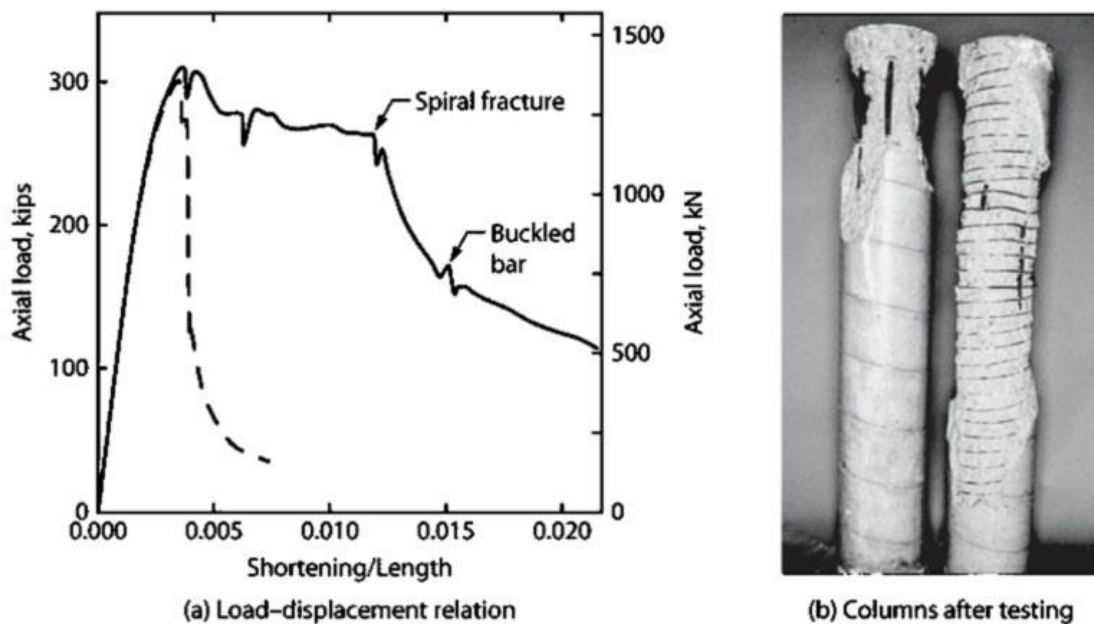 300
200
100
0
Axial load, kips
0.000
0.005
0.010
0.015
0.020
Shortening/Length
Spiral fracture
Buckled
bar
1500
1000
500
0
Axial load, kN
(a) Load–displacement relation
(b) Columns after testing